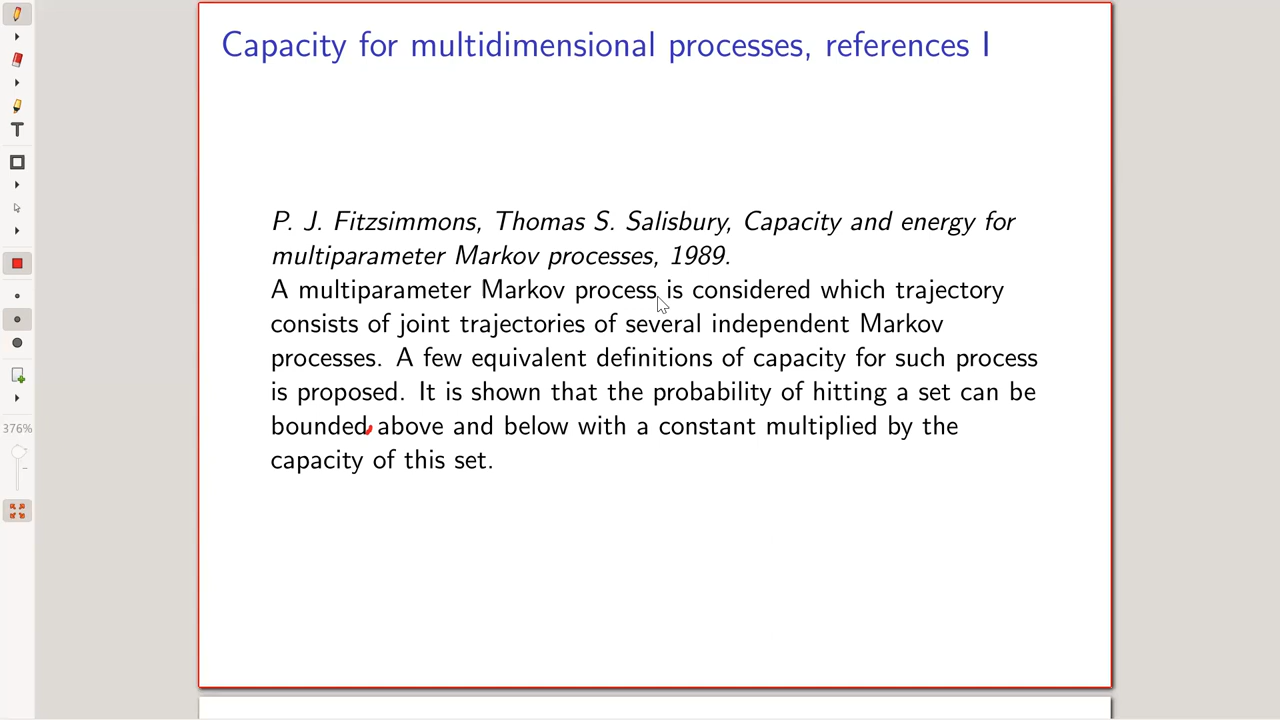 Capacity for multidimensional processes, references I
P. J. Fitzsimmons, Thomas S. Salisbury, Capacity and energy for
multiparameter Markov processes, 1989.
A multiparameter Markov process is considered which trajectory
consists of joint trajectories of several independent Markov
processes. A few equivalent definitions of capacity for such process
is proposed. It is shown that the probability of hitting a set can be
bounded above and below with a constant multiplied by the
capacity of this set.
376%